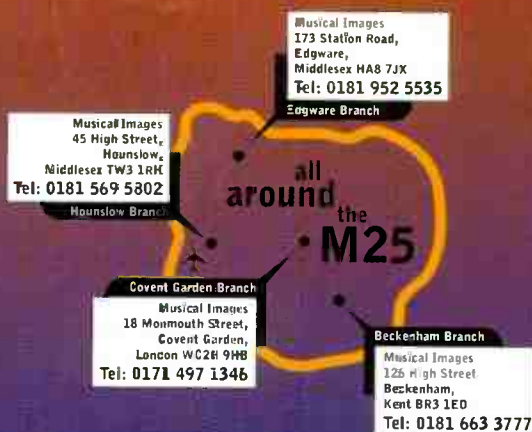 Musical Images
173 Station Road,
Edgware,
Middlesex HA8 7JX
Tel: 0181 952 5535
Edgware Branch
Musical Images
45 High Street,
Hounslow,
Middlesex TW3 1RH
Tel: 0181 569 5802
Hounslow Branch
all
around
the
M25
Covent Garden Branch
Musical Images
18 Monmouth Street,
Covent Garden,
London WC2H 9HB
Tel: 0171 497 1346
Beckenham Branch
Musical Images
126 High Street
Beckenham,
Kent BR3 1ED
Tel: 0181 663 3777